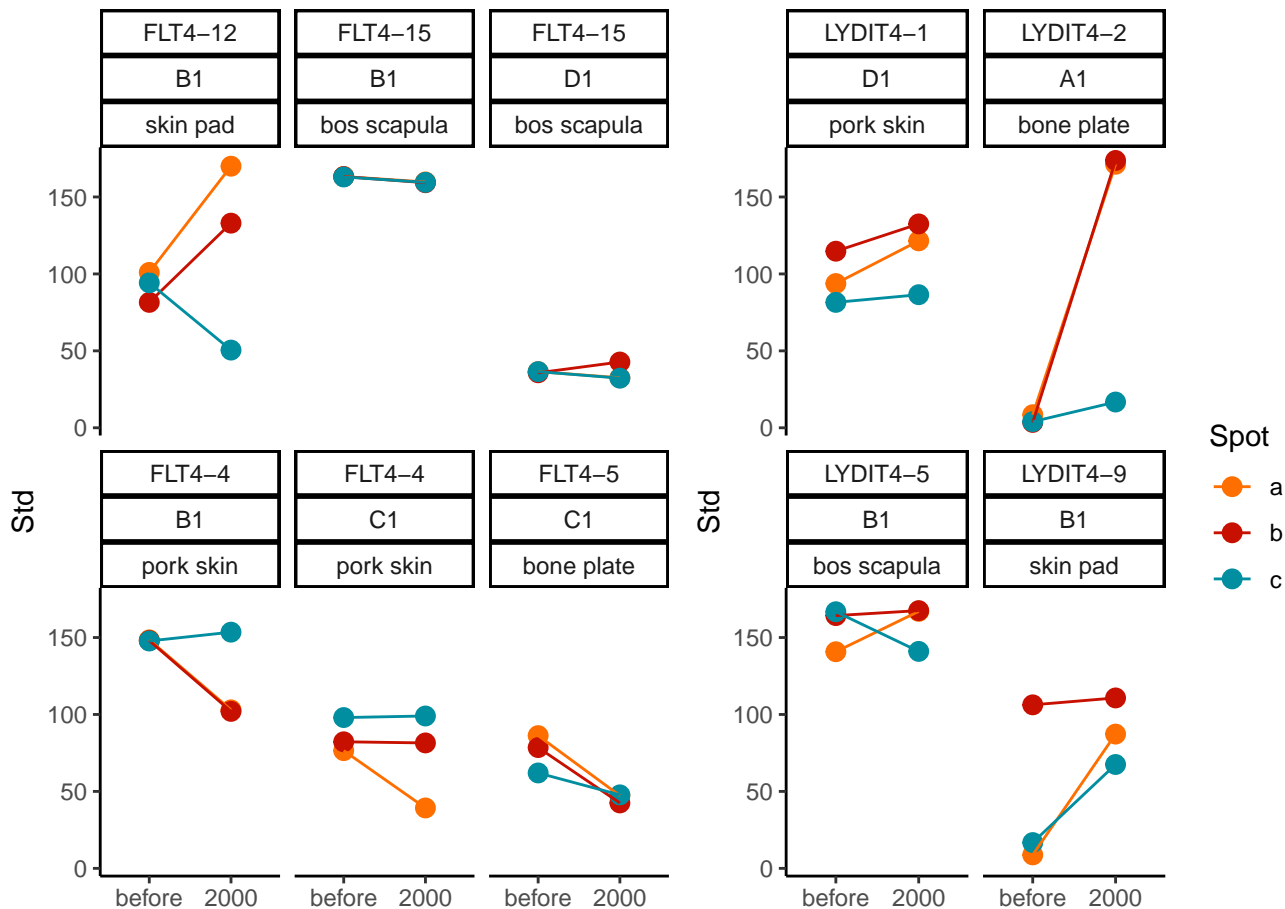 FLT4−12 FLT4−15 FLT4−15 LYDIT4−1 LYDIT4−2
B1 B1 D1 D1 A1
skin pad bos scapula bos scapula pork skin bone plate
150 150
100 100
50 50
0 0
FLT4−4 FLT4−4 FLT4−5 LYDIT4−5 LYDIT4−9
B1 C1 C1 B1 B1
pork skin pork skin bone plate bos scapula skin pad
150 150
100 100
50 50
0 0
before 2000 before 2000 before 2000 before 2000 before 2000
Std Std
Spot
a
b
c